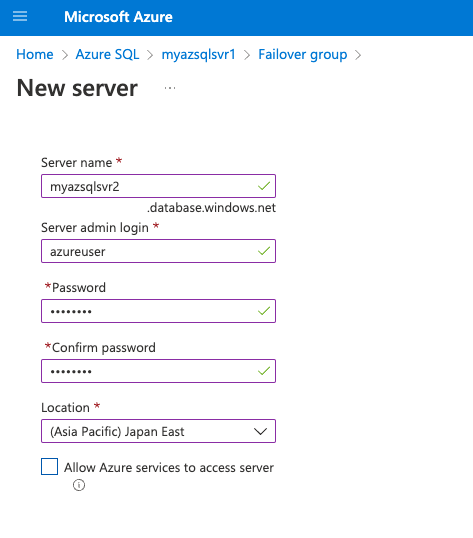 Microsoft Azure
Home > Azure SQL > myazsqlsvr1 > Failover group >
New server ...
Server name *
myazsqlsvr2
.database.windows.net
Server admin login *
azureuser
*Password
••••••••
*Confirm password
••••••••
Location *
(Asia Pacific) Japan East
Allow Azure services to access server